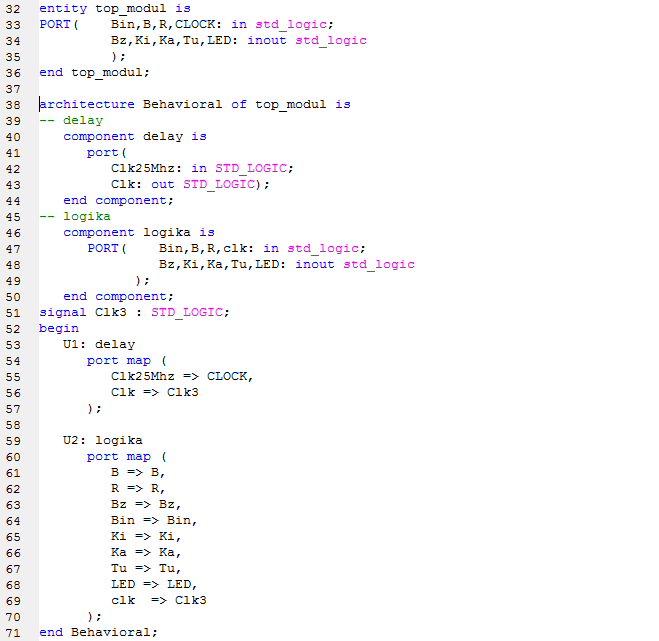 32 entity top_modul is
33 PORT(    Bin,B,R,CLOCK: in std_logic;
34          Bz,Ki,Ka,Tu,LED: inout std_logic
35          );
36 end top_modul;
37
38 architecture Behavioral of top_modul is
39 -- delay
40    component delay is
41       port(
42          Clk25Mhz: in STD_LOGIC;
43          Clk: out STD_LOGIC);
44    end component;
45 -- logika
46    component logika is
47       PORT(    Bin,B,R,clk: in std_logic;
48                Bz,Ki,Ka,Tu,LED: inout std_logic
49             );
50    end component;
51 signal Clk3 : STD_LOGIC;
52 begin
53    U1: delay
54       port map (
55          Clk25Mhz => CLOCK,
56          Clk => Clk3
57       );
58
59    U2: logika
60       port map (
61          B => B,
62          R => R,
63          Bz => Bz,
64          Bin => Bin,
65          Ki => Ki,
66          Ka => Ka,
67          Tu => Tu,
68          LED => LED,
69          clk  => Clk3
70       );
71 end Behavioral;